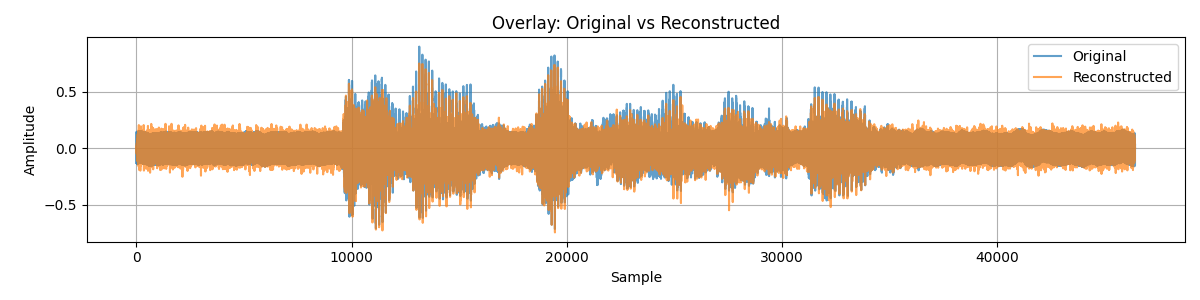 Overlay: Original vs Reconstructed
Original
Reconstructed
Amplitude
0.5
0.0
−0.5
0
10000
20000
30000
40000
Sample